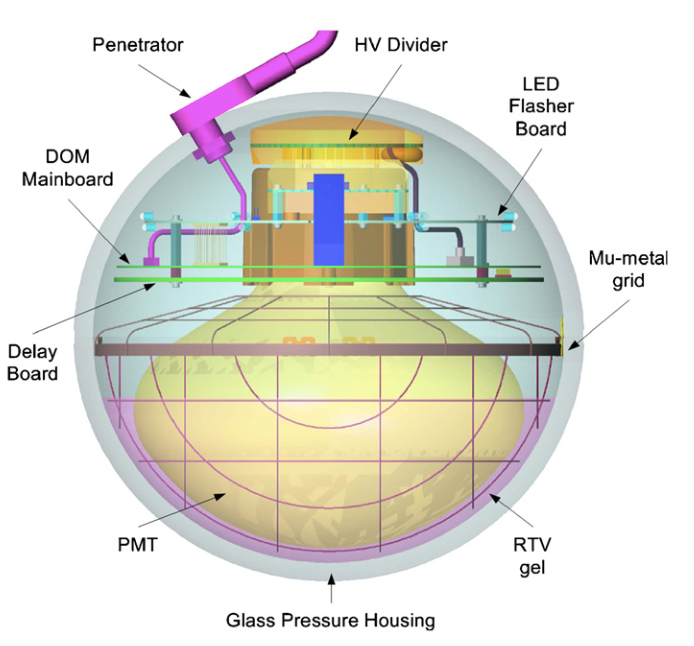 Penetrator
HV Divider
LED
Flasher
Board
DOM
Mainboard
Mu-metal
grid
Delay
Board
PMT
RTV
gel
Glass Pressure Housing